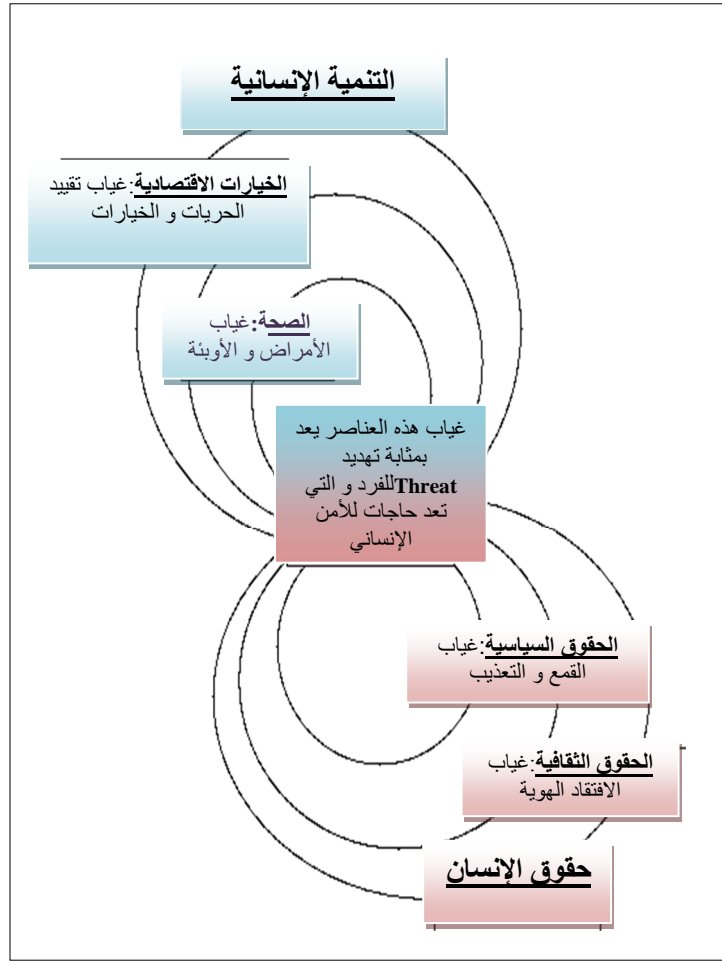 التنمية الإنسانية
الخيارات الاقتصادية:غياب تقييد
الحريات و الخيارات
الصحة:غياب
الأمراض و الأوبئة
غياب هذه العناصر يعد
بمثابة تهديد
Threatللفرد و التي
تعد حاجات للأمن
الإنساني
الحقوق السياسية:غياب
القمع و التعذيب
الحقوق الثقافية:غياب
الافتقاد الهوية
حقوق الإنسان